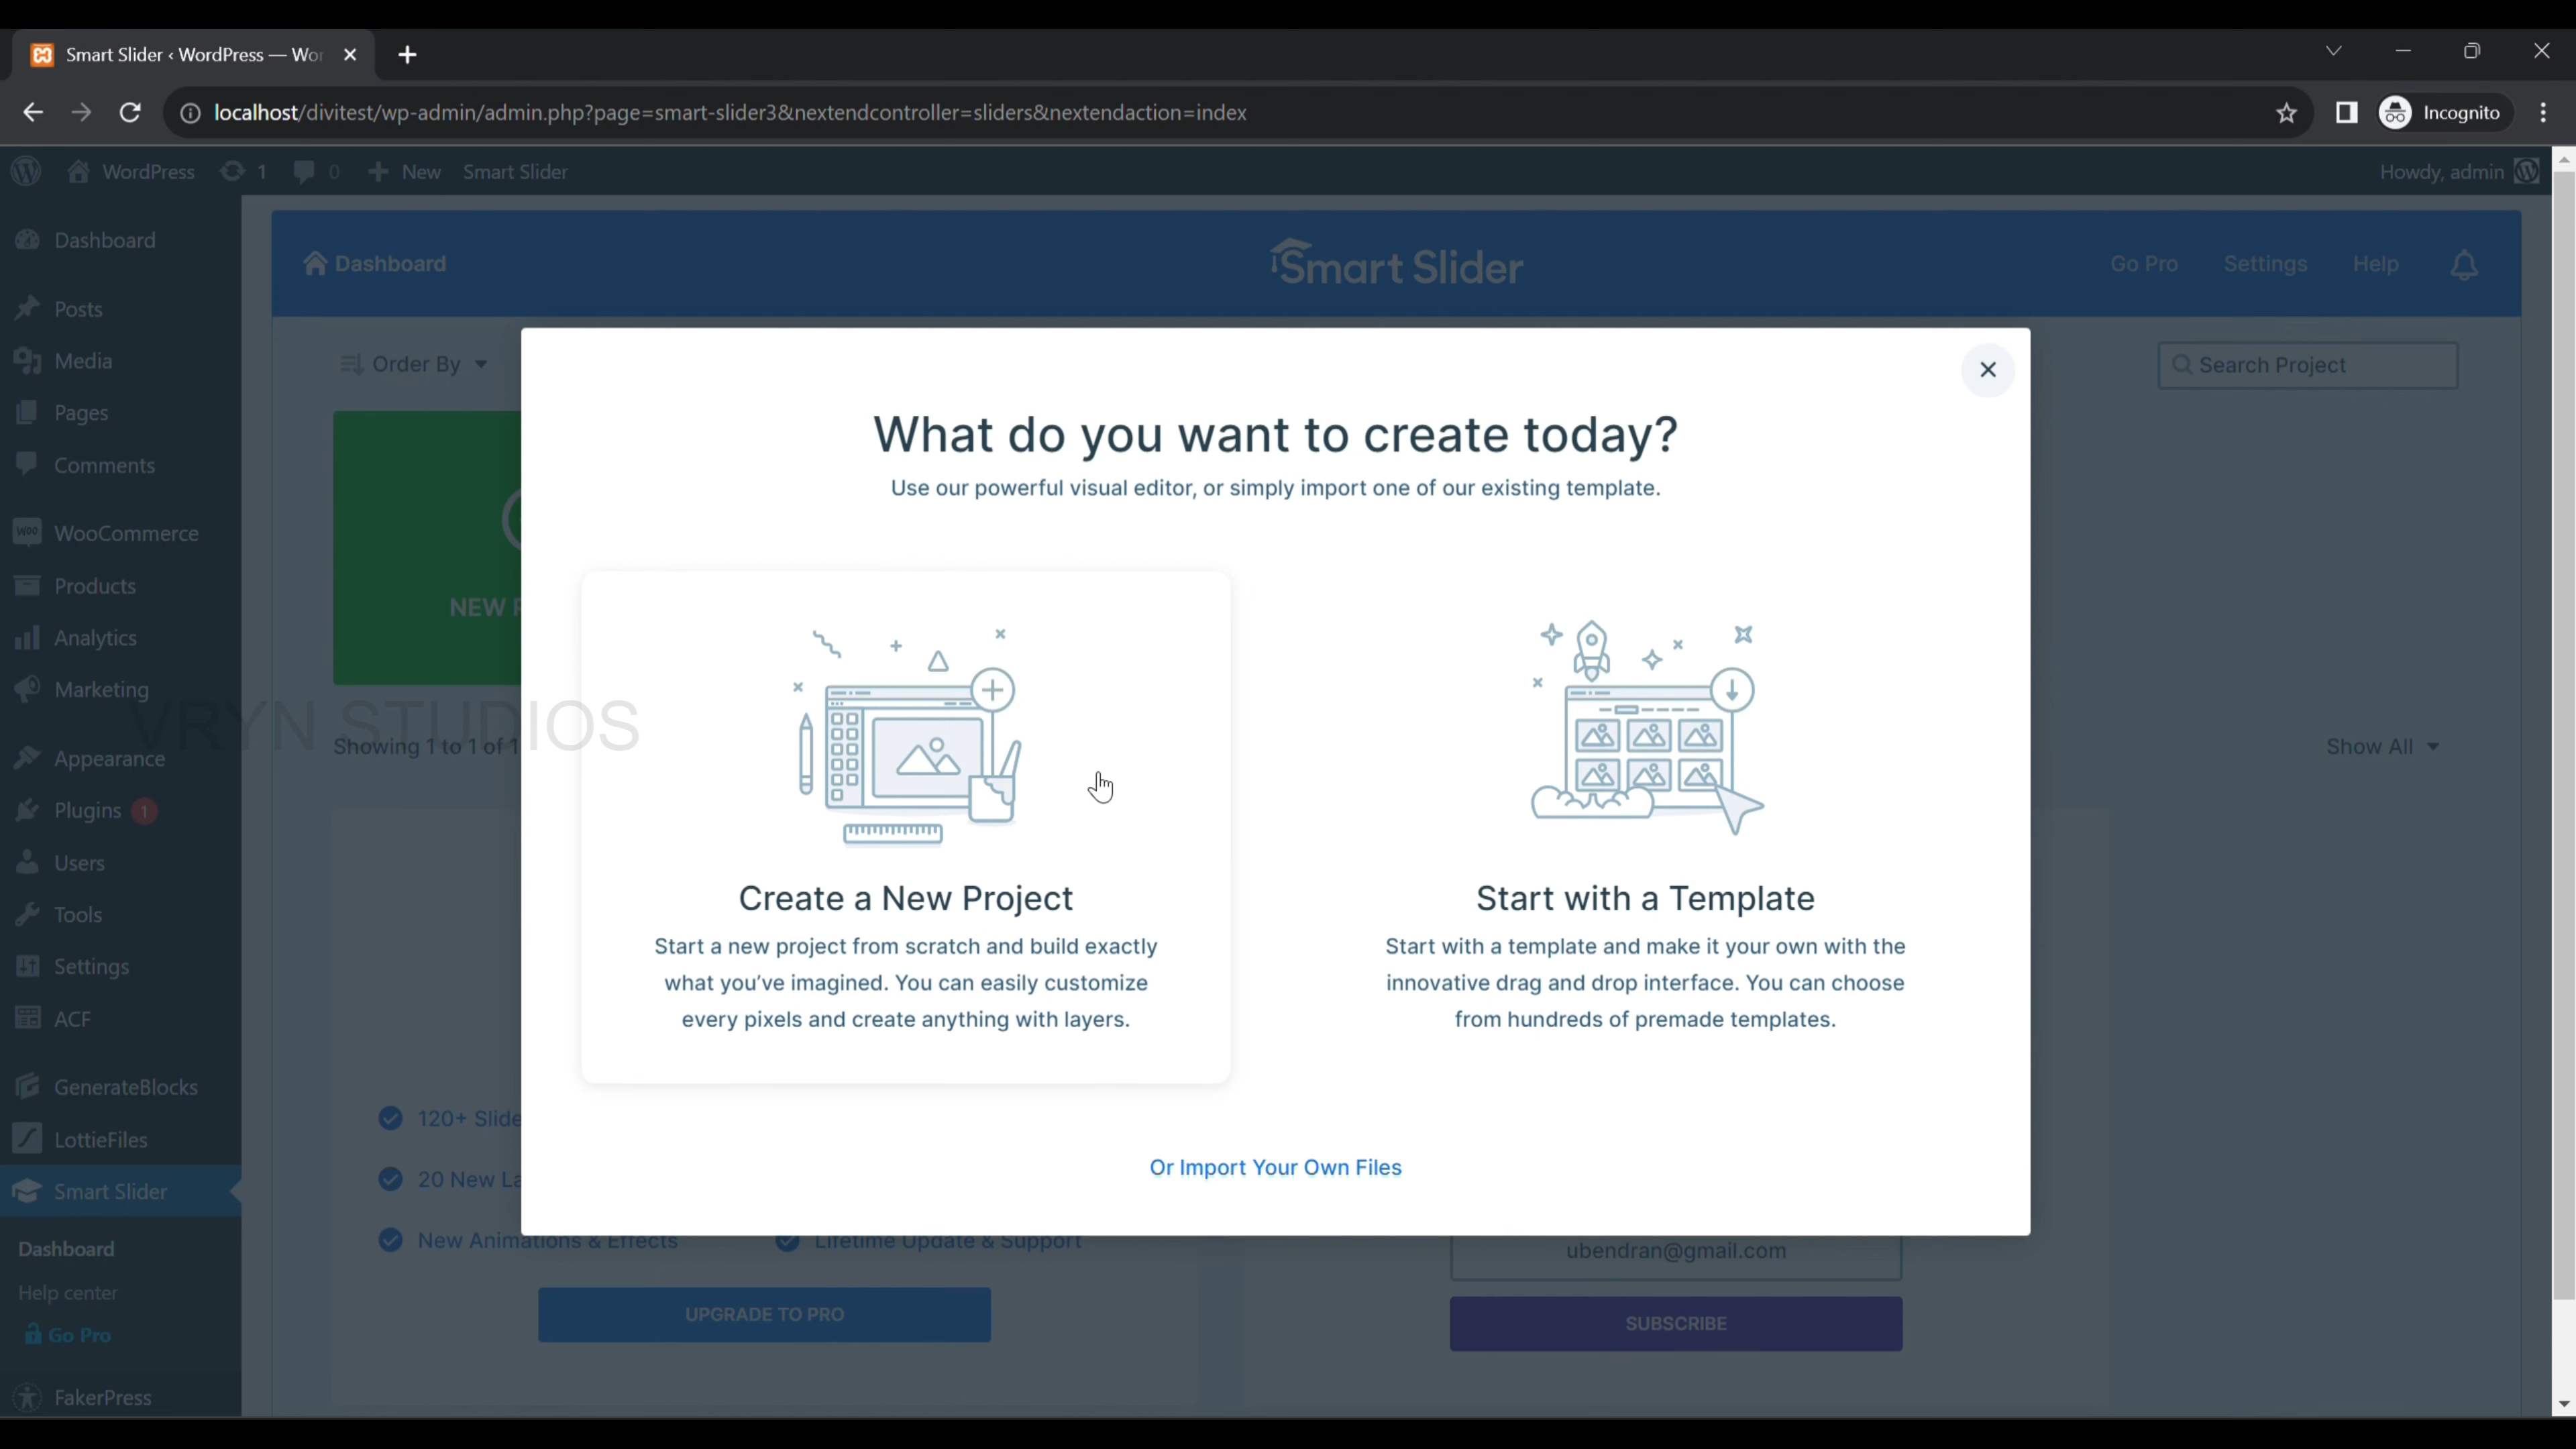 Smart Slider ‹ WordPress — Wor
localhost/divitest/wp-admin/admin.php?page=smart-slider3&nextendcontroller=sliders&nextendaction=index
Incognito
WordPress 1 0 New Smart Slider Howdy, admin
Dashboard
Posts
Media
Pages
Comments
WooCommerce
Products
Analytics
Marketing
Appearance
Plugins 1
Users
Tools
Settings
ACF
GenerateBlocks
LottieFiles
Smart Slider
Dashboard
Help center
Go Pro
FakerPress
Dashboard
Smart Slider
Go Pro Settings Help
Order By
Search Project
NEW
VRYN STUDIOS
Showing 1 to 1 of 1
Show All
What do you want to create today?
Use our powerful visual editor, or simply import one of our existing template.
Create a New Project
Start a new project from scratch and build exactly
what you've imagined. You can easily customize
every pixels and create anything with layers.
Start with a Template
Start with a template and make it your own with the
innovative drag and drop interface. You can choose
from hundreds of premade templates.
Or Import Your Own Files
120+ Slide
20 New La
New Animations & Effects
Lifetime Update & Support
UPGRADE TO PRO
ubendran@gmail.com
SUBSCRIBE